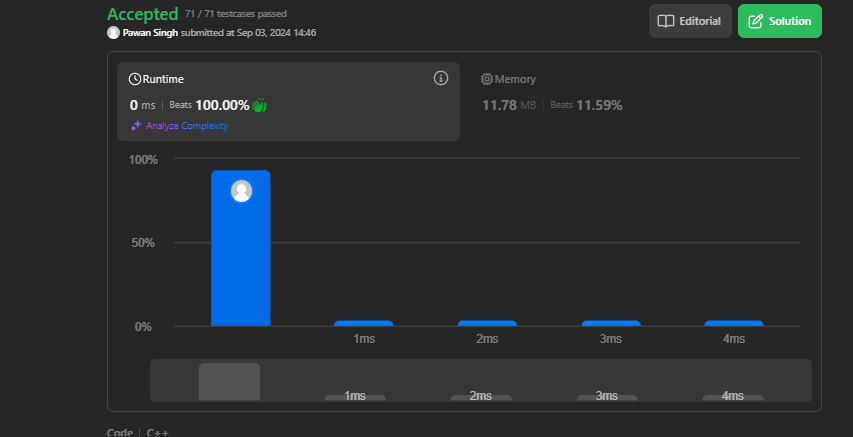 Accepted 71 / 71 testcases passed
Editorial
Solution
Pawan Singh submitted at Sep 03, 2024 14:46
Runtime
0 ms | Beats 100.00%
Analyze Complexity
Memory
11.78 MB | Beats 11.59%
100%
50%
0%
1ms 2ms 3ms 4ms
1ms 2ms 3ms 4ms
Code | C++